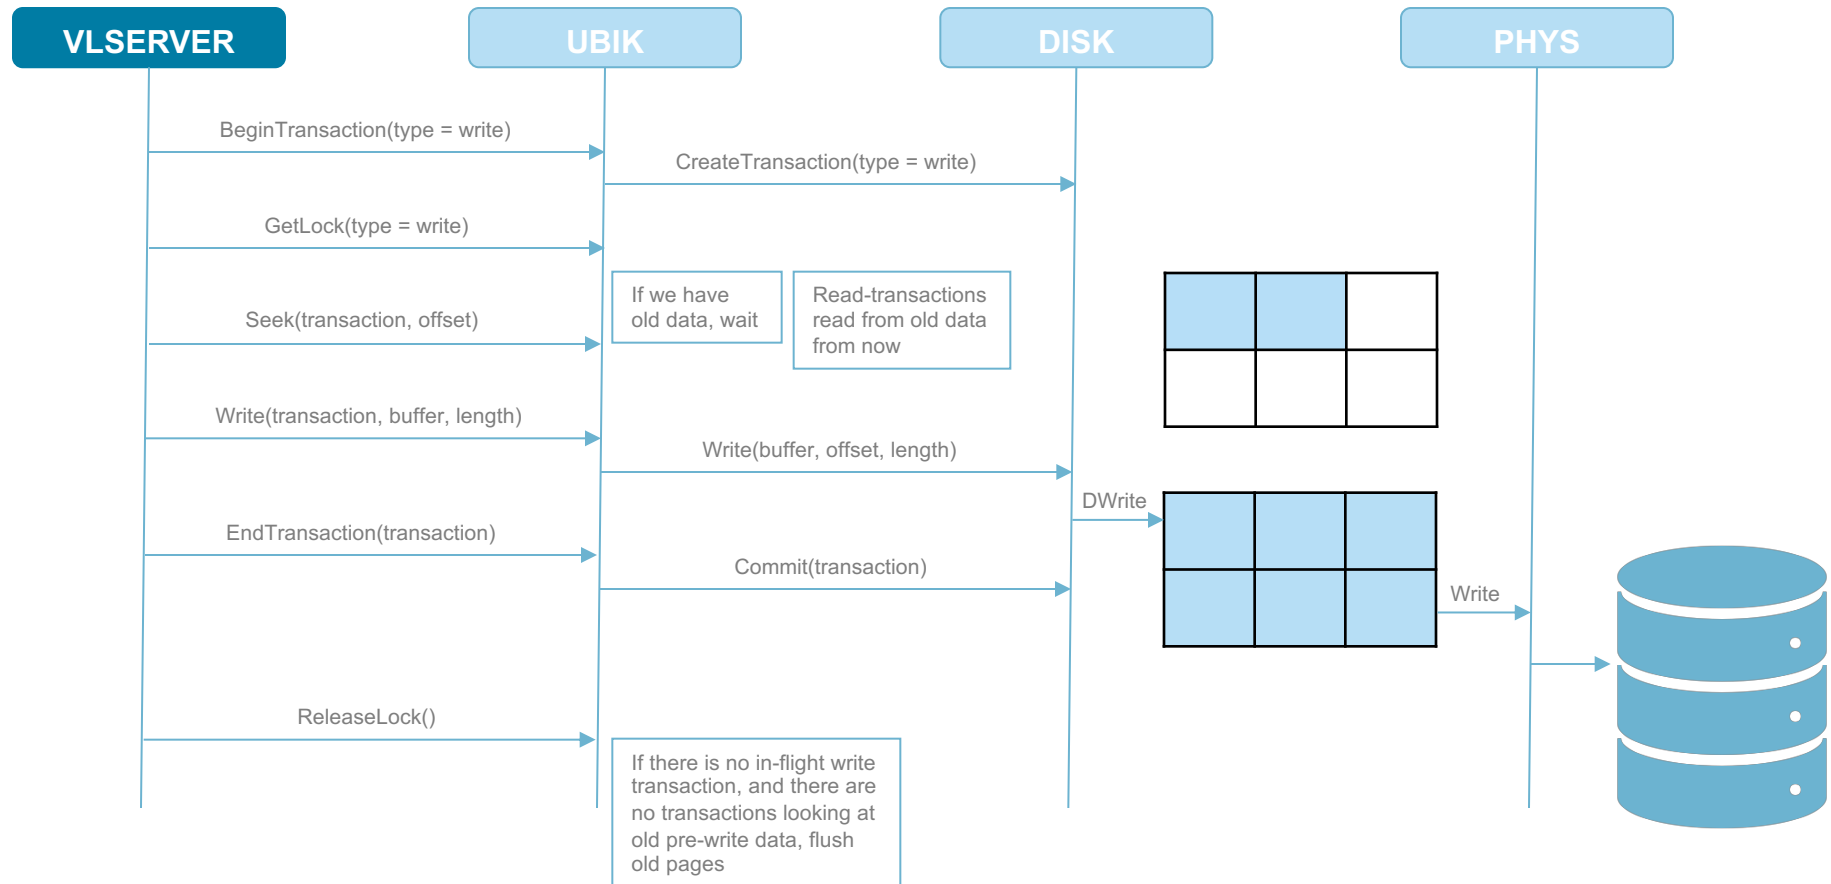 VLSERVER
UBIK
DISK
PHYS
BeginTransaction(type = write)
CreateTransaction(type = write)
GetLock(type = write)
If we have
old data, wait
Read-transactions
read from old data
from now
Seek(transaction, offset)
Write(transaction, buffer, length)
Write(buffer, offset, length)
DWrite
EndTransaction(transaction)
Commit(transaction)
Write
ReleaseLock()
If there is no in-flight write
transaction, and there are
no transactions looking at
old pre-write data, flush
old pages